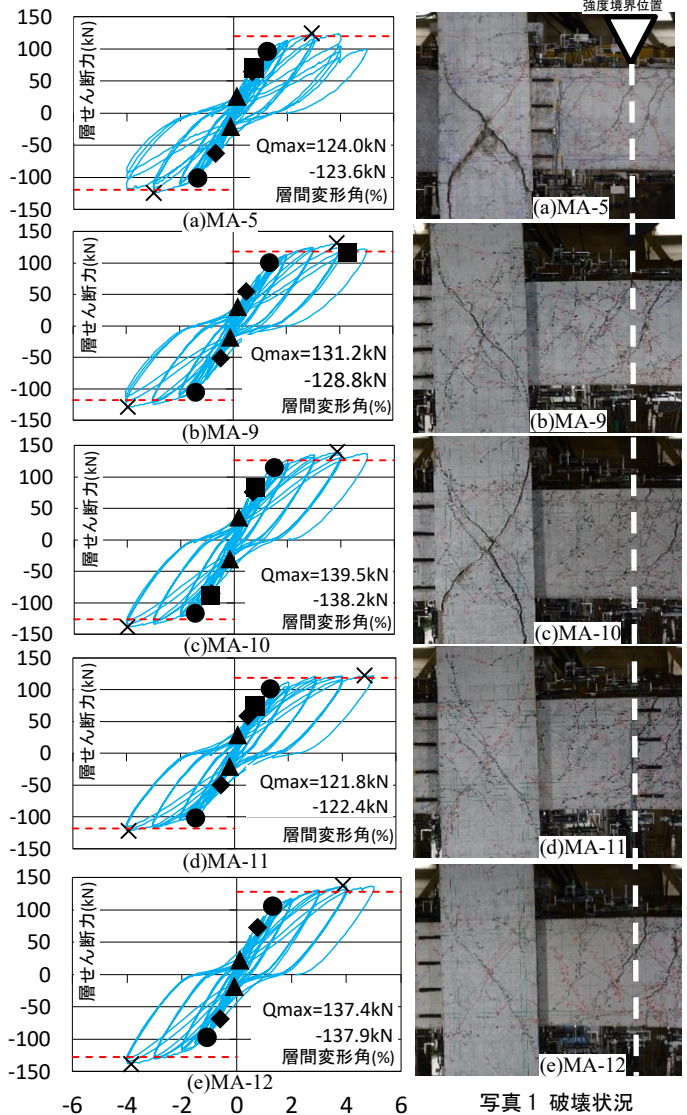 強度境界位置
150
100
50
0
-50
-100
-150
層せん断力(kN)
Qmax=124.0kN
-123.6kN
層間変形角(%)
(a)MA-5
(a)MA-5
150
100
50
0
-50
-100
-150
層せん断力(kN)
Qmax=131.2kN
-128.8kN
層間変形角(%)
(b)MA-9
(b)MA-9
150
100
50
0
-50
-100
-150
層せん断力(kN)
Qmax=139.5kN
-138.2kN
層間変形角(%)
(c)MA-10
(c)MA-10
150
100
50
0
-50
-100
-150
層せん断力(kN)
Qmax=121.8kN
-122.4kN
層間変形角(%)
(d)MA-11
(d)MA-11
150
100
50
0
-50
-100
-150
層せん断力(kN)
Qmax=137.4kN
-137.9kN
層間変形角(%)
(e)MA-12
(e)MA-12
-6 -4 -2 0 2 4 6
写真1 破壊状況